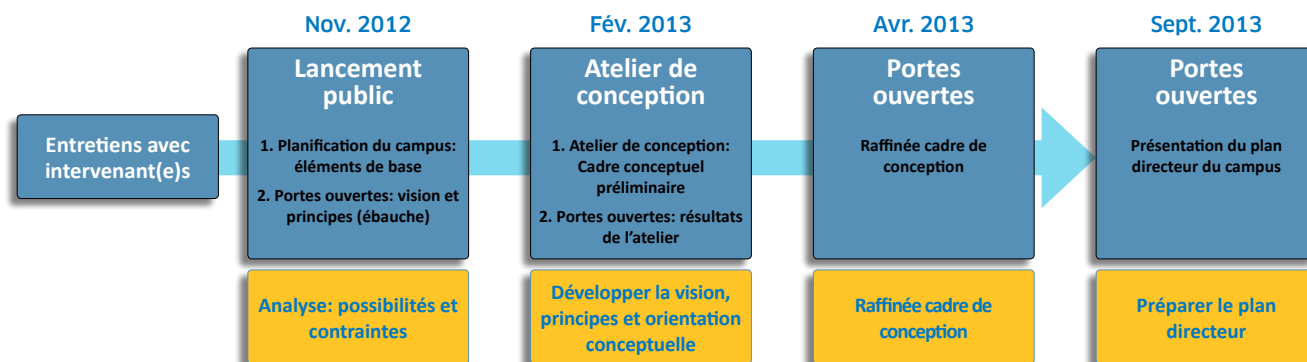 Nov. 2012
Fév. 2013
Avr. 2013
Sept. 2013
Entretiens avec
intervenant(e)s
Lancement
public
1. Planification du campus:
éléments de base
2. Portes ouvertes: vision et
principes (ébauche)
Atelier de
conception
1. Atelier de conception:
Cadre conceptuel
préliminaire
2. Portes ouvertes: résultats
de l'atelier
Portes
ouvertes
Raffinée cadre de
conception
Portes
ouvertes
Présentation du plan
directeur du campus
Analyse: possibilités et
contraintes
Développer la vision,
principes et orientation
conceptuelle
Raffinée cadre de
conception
Préparer le plan
directeur